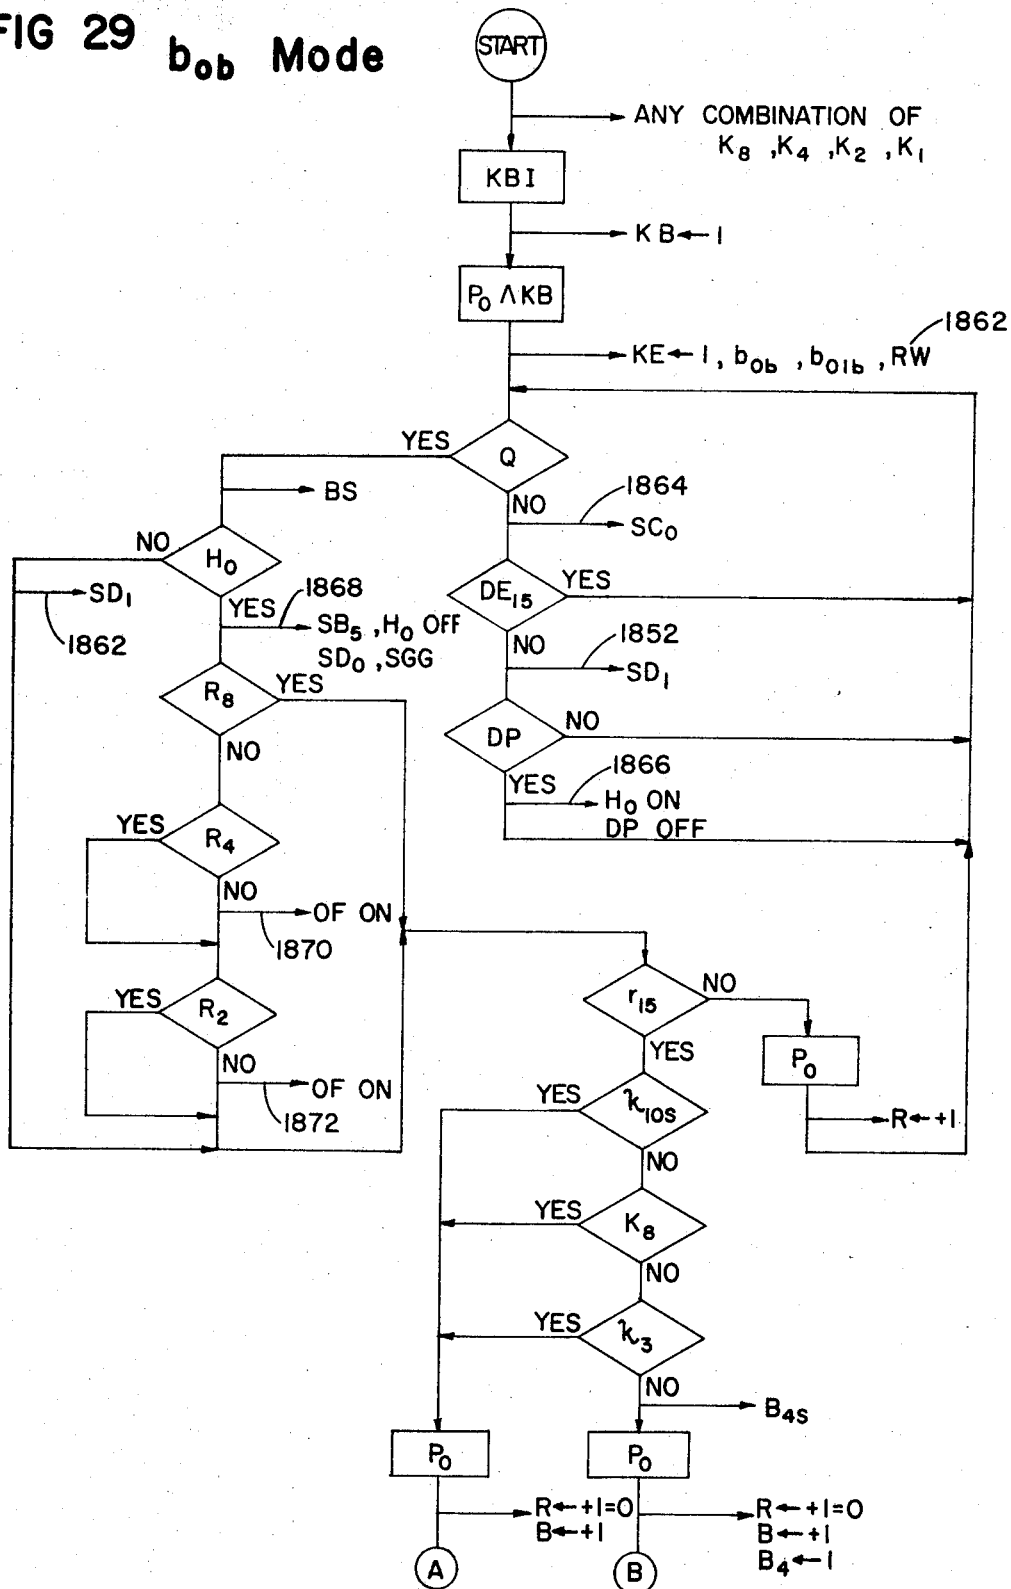 FIG 29
b₀b Mode
START
ANY COMBINATION OF
K₈ ,K₄ ,K₂ ,K₁
KBI
KB←1
P₀ ΛKB
1862
KE←1, b₀b , b₀₁b , RW
YES
Q
NO
1864
BS
SC₀
NO
H₀
YES
DE₁₅
YES
SD₁
1862
1868
SB₅ ,H₀ OFF
SD₀ ,SGG
NO
1852
SD₁
R₈
YES
NO
DP
NO
YES
1866
H₀ ON
DP OFF
YES
R₄
NO
OF ON
1870
YES
R₂
NO
OF ON
1872
r₁₅
NO
YES
P₀
R←+1
YES
k₁₀S
NO
YES
K₈
NO
YES
k₃
NO
B₄S
P₀
P₀
R←+1=0
B←+1
R←+1=0
B←+1
B₄←1
A
B